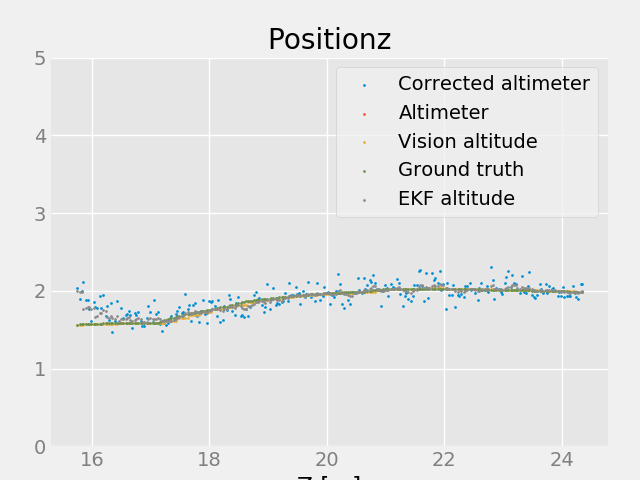 Positionz
5
4
3
2
1
0
Corrected altimeter
Altimeter
Vision altitude
Ground truth
EKF altitude
16 18 20 22 24